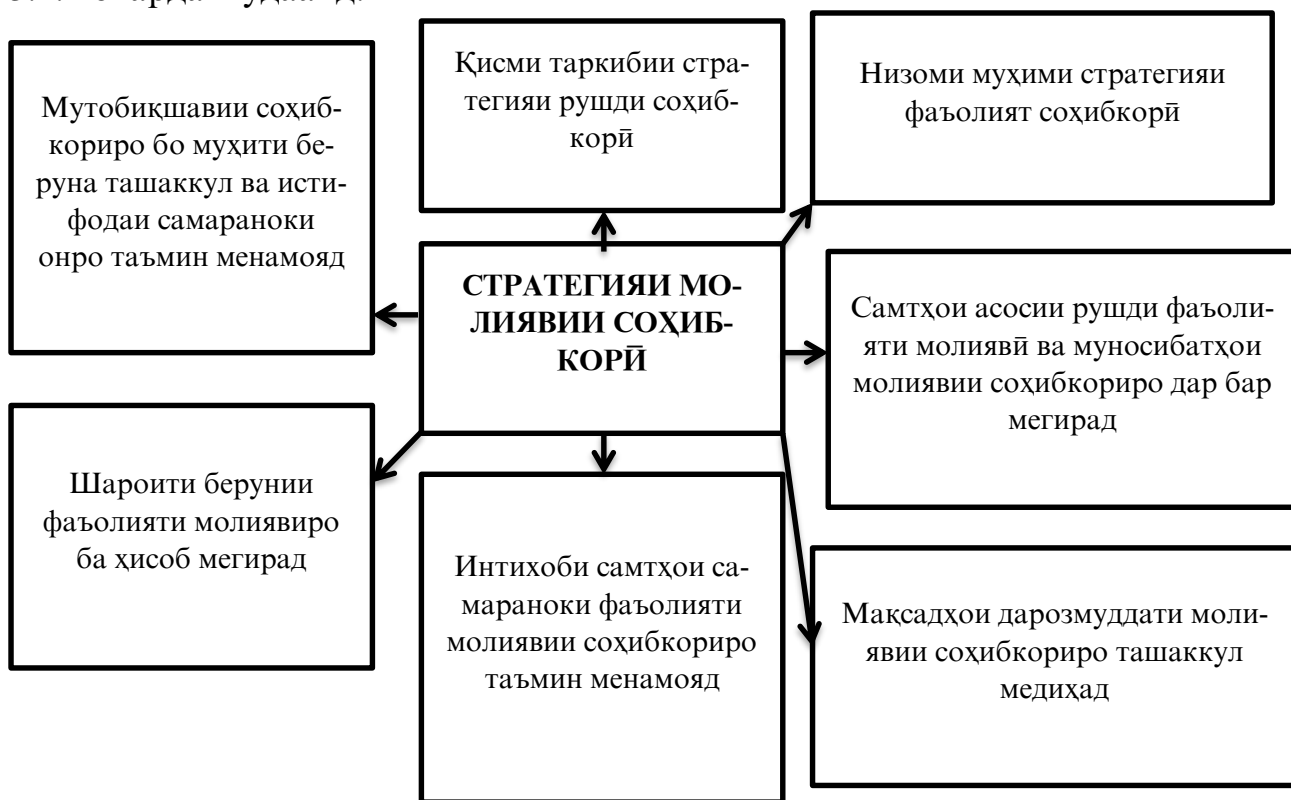 Мутобиқшавии соҳиб-
кориро бо муҳити бе-
руна ташаккул ва исти-
фодаи самараноки
онро таъмин менамояд
Қисми таркибии стра-
тегияи рушди соҳиб-
корӣ
Низоми муҳими стратегияи
фаъолият соҳибкорӣ
СТРАТЕГИЯИ МО-
ЛИЯВИИ СОҲИБ-
КОРӢ
Самтҳои асосии рушди фаъоли-
яти молиявӣ ва муносибатҳои
молиявии соҳибкориро дар бар
мегирад
Шароити берунии
фаъолияти молиявиро
ба ҳисоб мегирад
Интихоби самтҳои са-
мараноки фаъолияти
молиявии соҳибкориро
таъмин менамояд
Мақсадҳои дарозмуддати моли-
явии соҳибкориро ташаккул
медиҳад